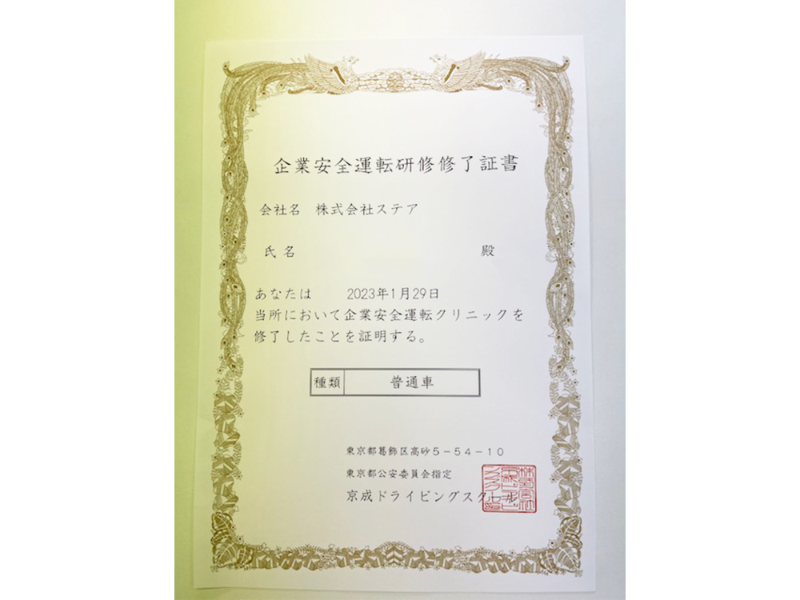 企業安全運転研修修了証書
会社名 株式会社ステア
氏名 殿
あなたは 2023年1月29日
当所において企業安全運転クリニックを
修了したことを証明する。
種類 普通車
東京都葛飾区高砂5-54-10
東京都公安委員会指定
京成ドライビングスクール